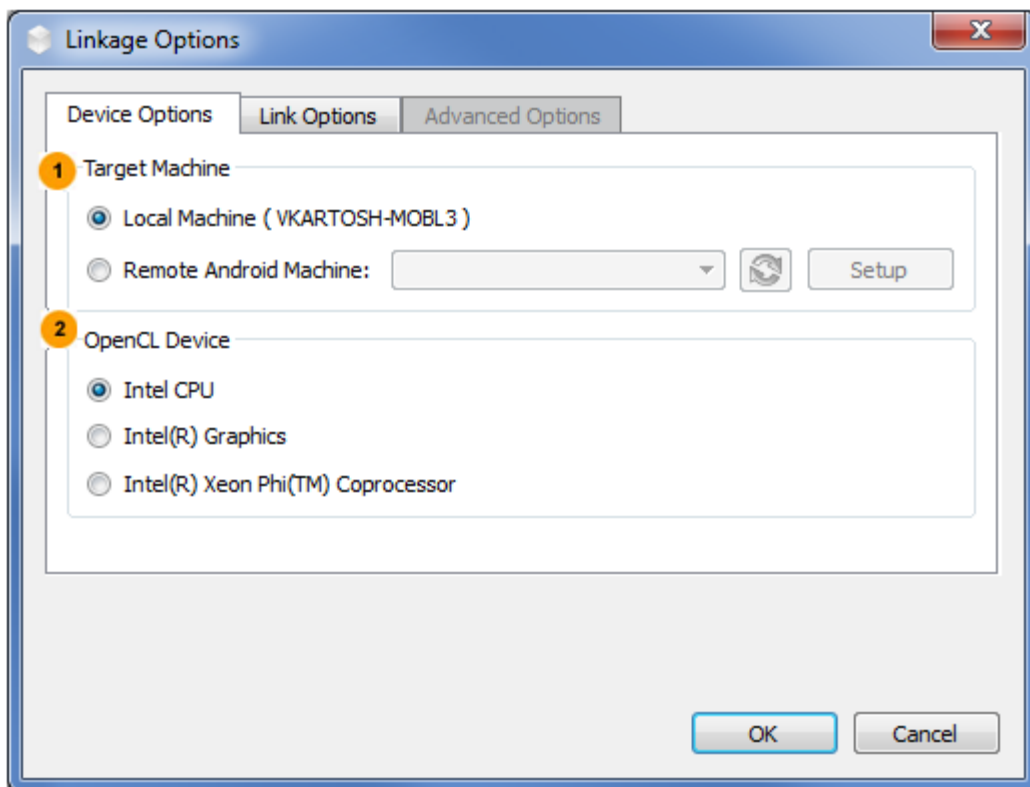 Linkage Options
X
Device Options Link Options Advanced Options
1 Target Machine
Local Machine ( VKARTOSH-MOBL3 )
Remote Android Machine: Setup
2 OpenCL Device
Intel CPU
Intel(R) Graphics
Intel(R) Xeon Phi(TM) Coprocessor
OK Cancel